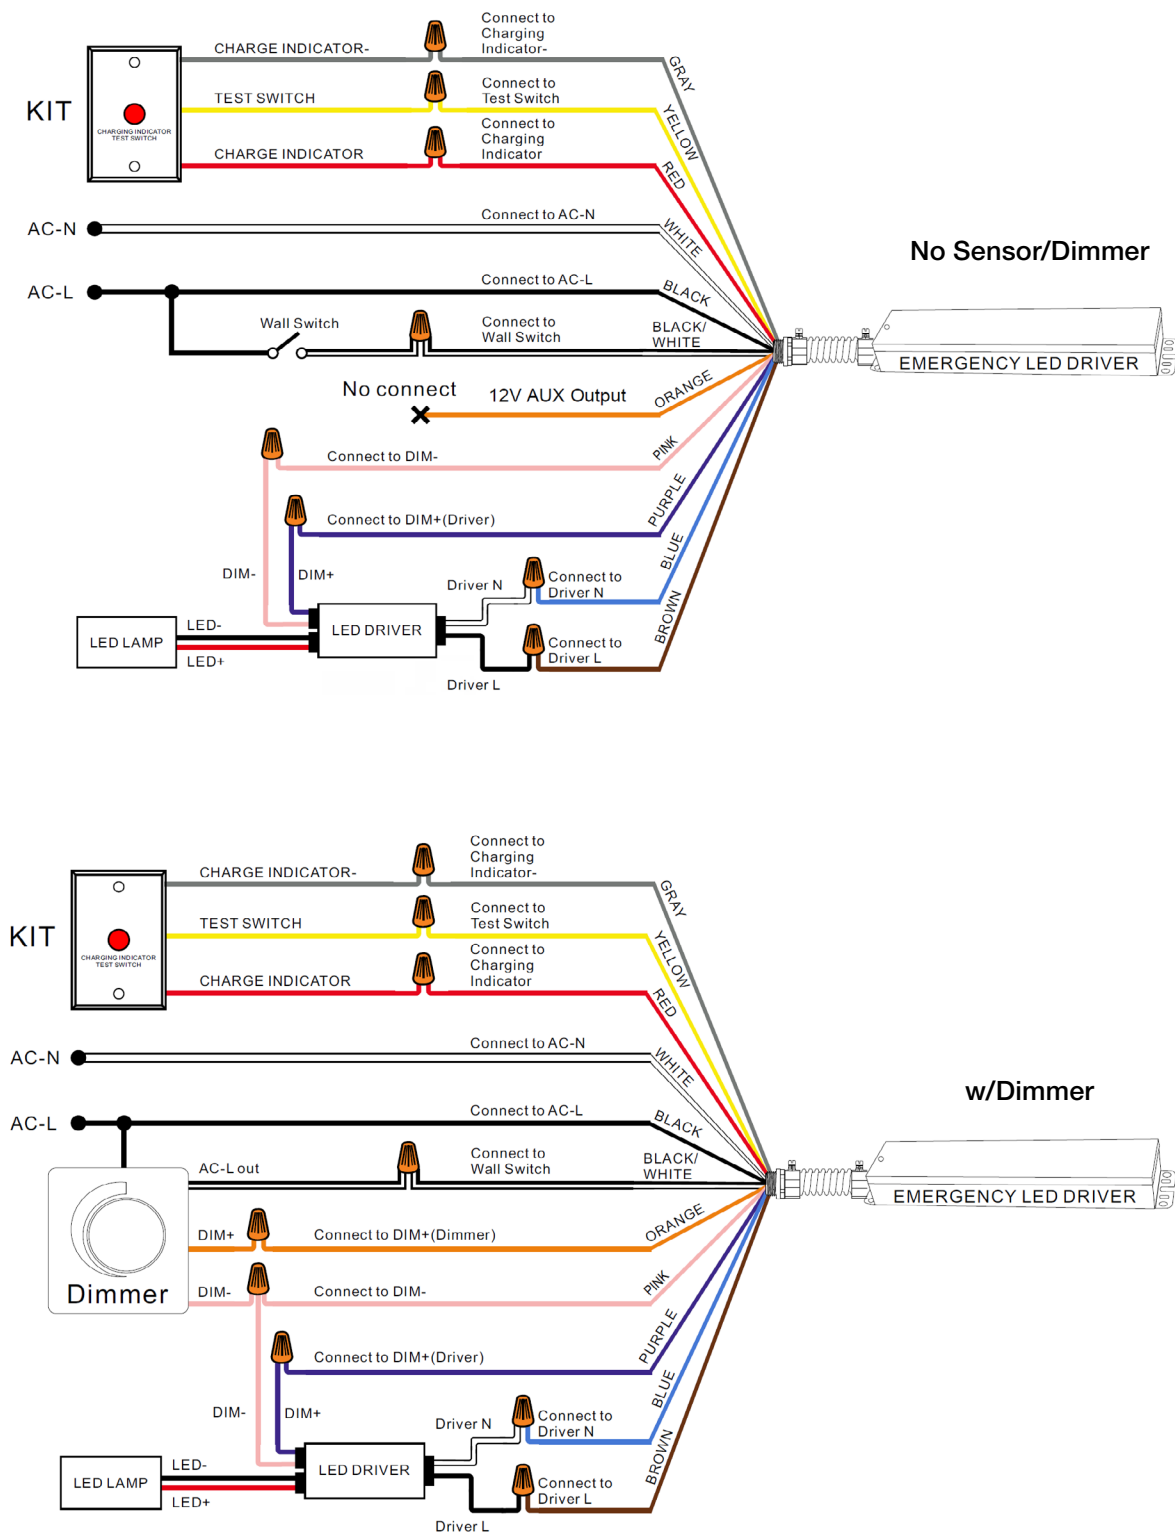 Connect to
Charging
Indicator-
CHARGE INDICATOR-
GRAY
KIT
TEST SWITCH
Connect to
Test Switch
YELLOW
CHARGING INDICATOR
TEST SWITCH
CHARGE INDICATOR
Connect to
Charging
Indicator
RED
AC-N
Connect to AC-N
WHITE
No Sensor/Dimmer
AC-L
Connect to AC-L
BLACK
Wall Switch
Connect to
Wall Switch
BLACK/
WHITE
EMERGENCY LED DRIVER
No connect
12V AUX Output
ORANGE
Connect to DIM-
PINK
Connect to DIM+(Driver)
PURPLE
DIM-
DIM+
Driver N
Connect to
Driver N
BLUE
LED LAMP
LED-
LED+
LED DRIVER
Connect to
Driver L
BROWN
Driver L
Connect to
Charging
Indicator-
CHARGE INDICATOR-
GRAY
KIT
TEST SWITCH
Connect to
Test Switch
YELLOW
CHARGING INDICATOR
TEST SWITCH
CHARGE INDICATOR
Connect to
Charging
Indicator
RED
AC-N
Connect to AC-N
WHITE
w/Dimmer
AC-L
Connect to AC-L
BLACK
AC-L out
Connect to
Wall Switch
BLACK/
WHITE
EMERGENCY LED DRIVER
Dimmer
DIM+
Connect to DIM+(Dimmer)
ORANGE
DIM-
Connect to DIM-
PINK
Connect to DIM+(Driver)
PURPLE
DIM-
DIM+
Driver N
Connect to
Driver N
BLUE
LED LAMP
LED-
LED+
LED DRIVER
Connect to
Driver L
BROWN
Driver L